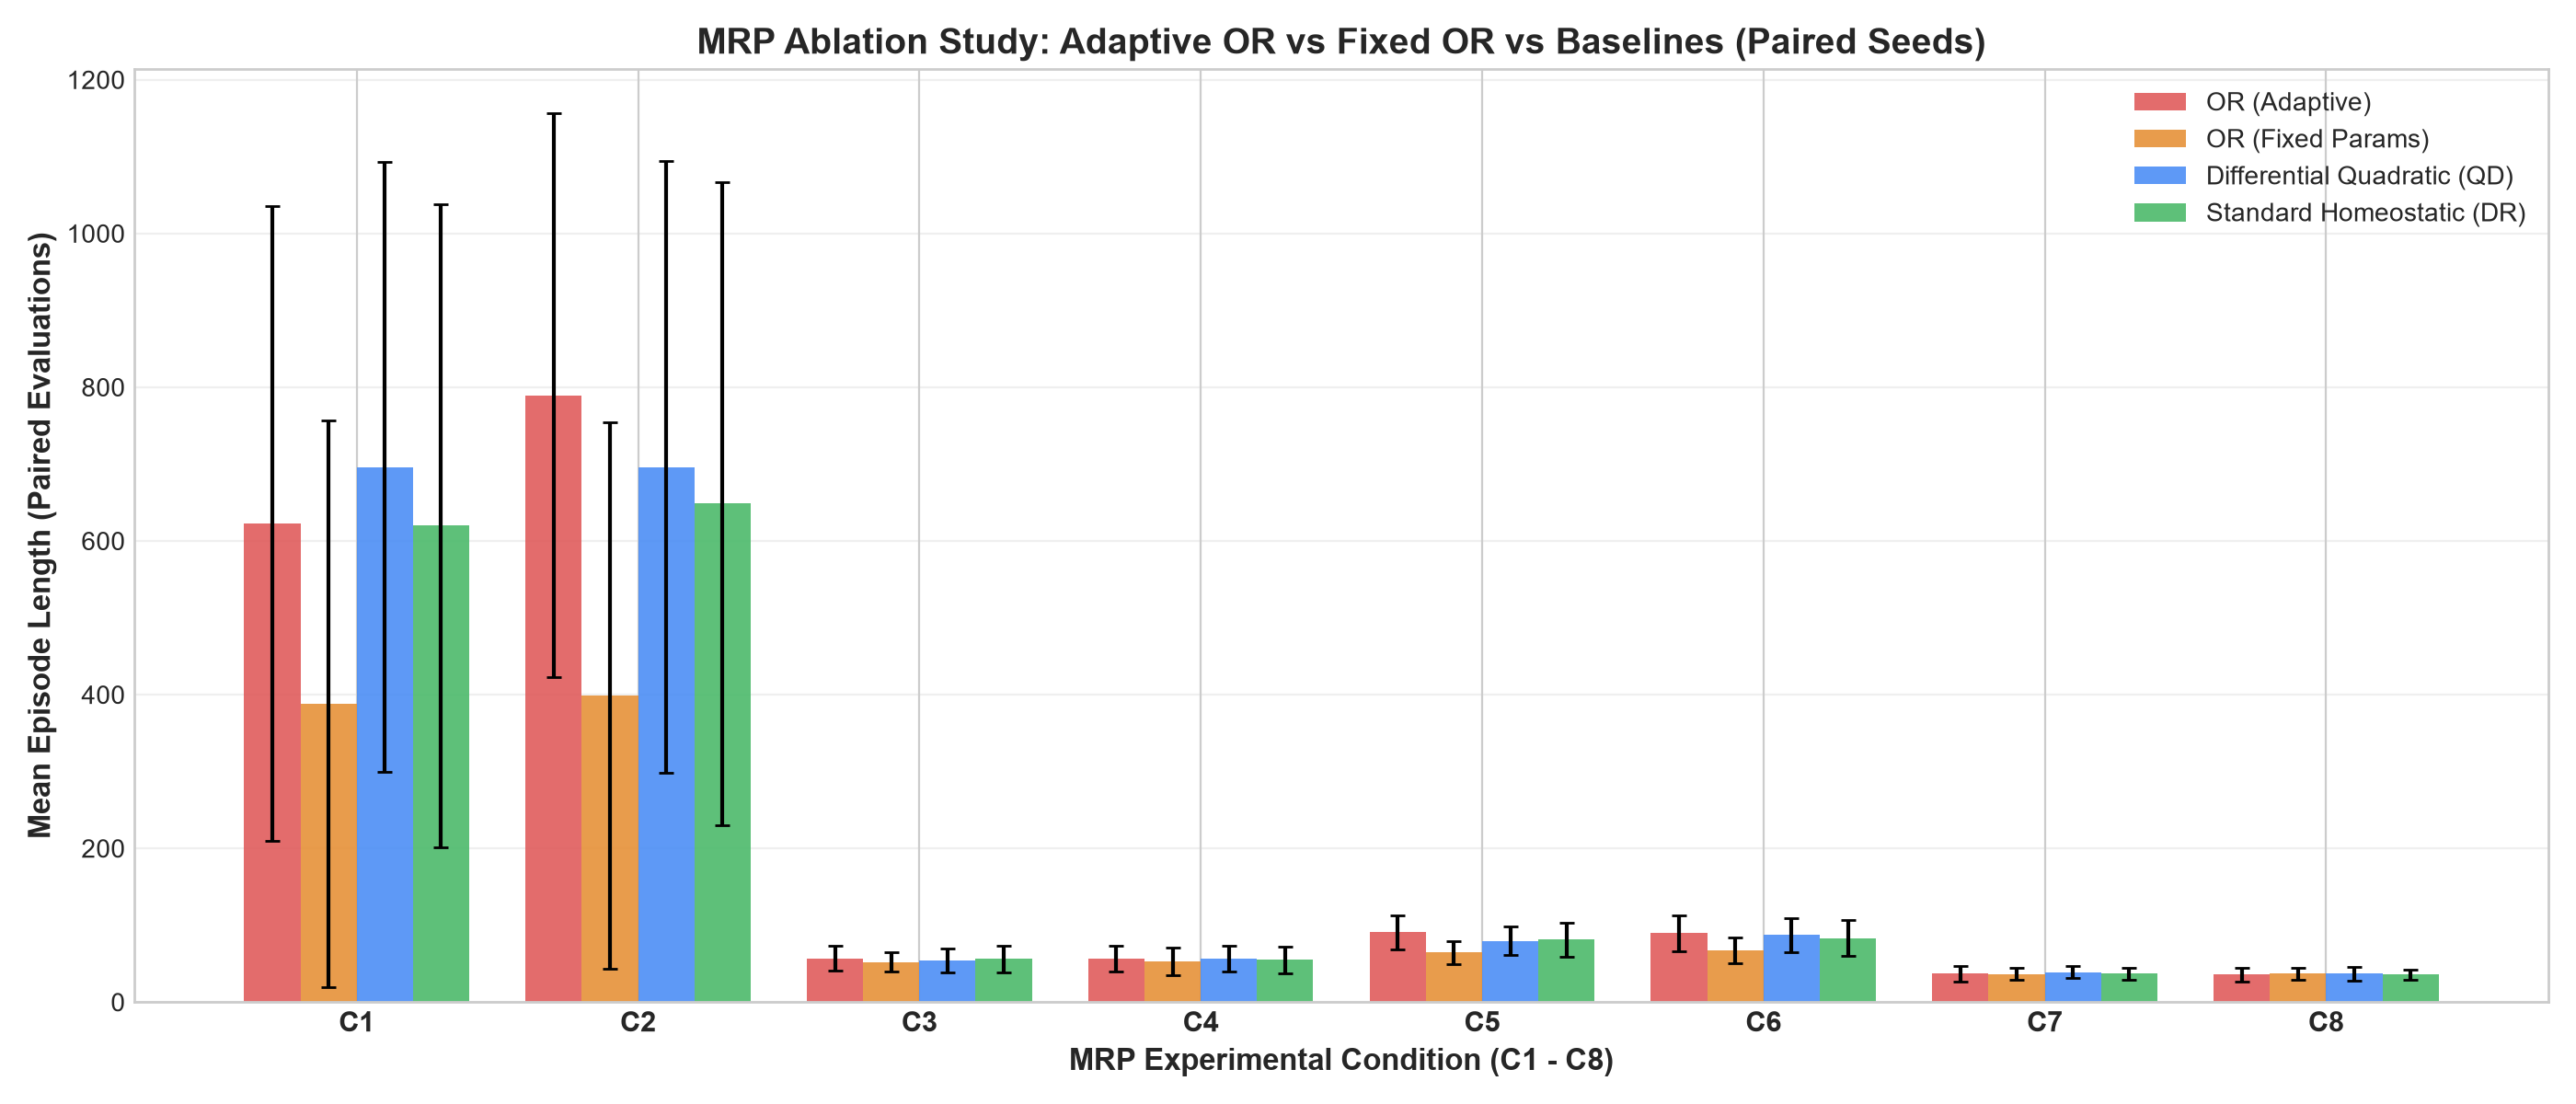 MRP Ablation Study: Adaptive OR vs Fixed OR vs Baselines (Paired Seeds)
Mean Episode Length (Paired Evaluations)
1200
1000
800
600
400
200
0
OR (Adaptive)
OR (Fixed Params)
Differential Quadratic (QD)
Standard Homeostatic (DR)
C1 C2 C3 C4 C5 C6 C7 C8
MRP Experimental Condition (C1 - C8)